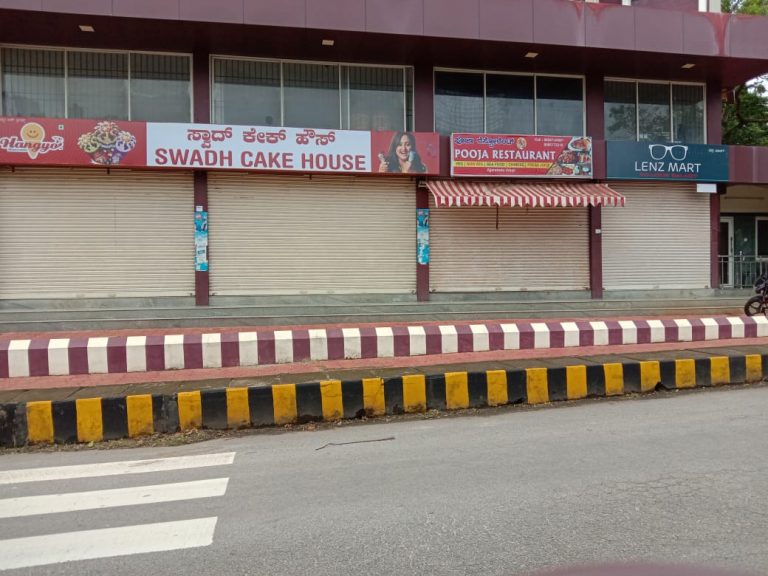 Hangyo
ಸ್ವಾದ್ ಕೇಕ್ ಹೌಸ್
SWADH CAKE HOUSE
ಪೂಜಾ ರೆಸ್ಟೋರೆಂಟ್
POOJA RESTAURANT
LENZ MART